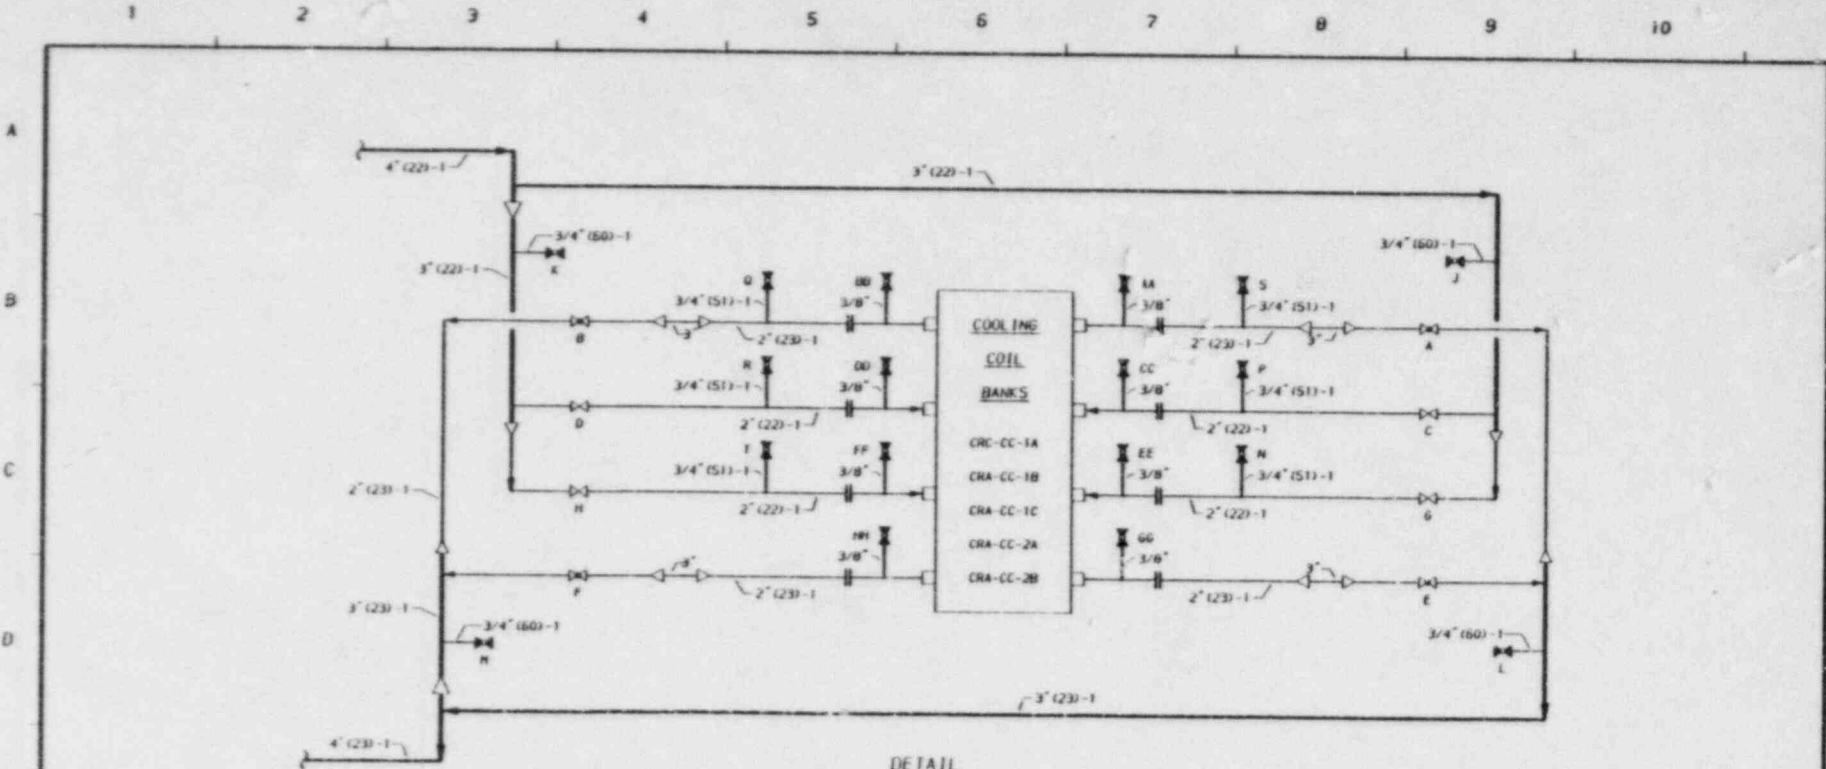 1 2 3 4 5 6 7 8 9 10
A
4"(22)-1
3"(22)-1
3/4"(60)-1
K
3/4"(60)-1
J
3"(22)-1
B
Q
3/4"(51)-1
BB
3/8"
AA
3/8"
S
3/4"(51)-1
COOLING
COIL
BANKS
B
3"
2"(23)-1
2"(23)-1
3"
A
R
3/4"(51)-1
DD
3/8"
CC
3/8"
P
3/4"(51)-1
D
2"(22)-1
2"(22)-1
C
C
T
3/4"(51)-1
FF
3/8"
CRC-CC-1A
CRA-CC-1B
CRA-CC-1C
CRA-CC-2A
CRA-CC-2B
EE
3/8"
N
3/4"(51)-1
2"(23)-1
H
2"(22)-1
2"(22)-1
G
HH
3/8"
GG
3/8"
F
3"
2"(23)-1
2"(23)-1
3"
E
3"(23)-1
D
3/4"(60)-1
M
3/4"(60)-1
L
3"(23)-1
4"(23)-1
DETAIL